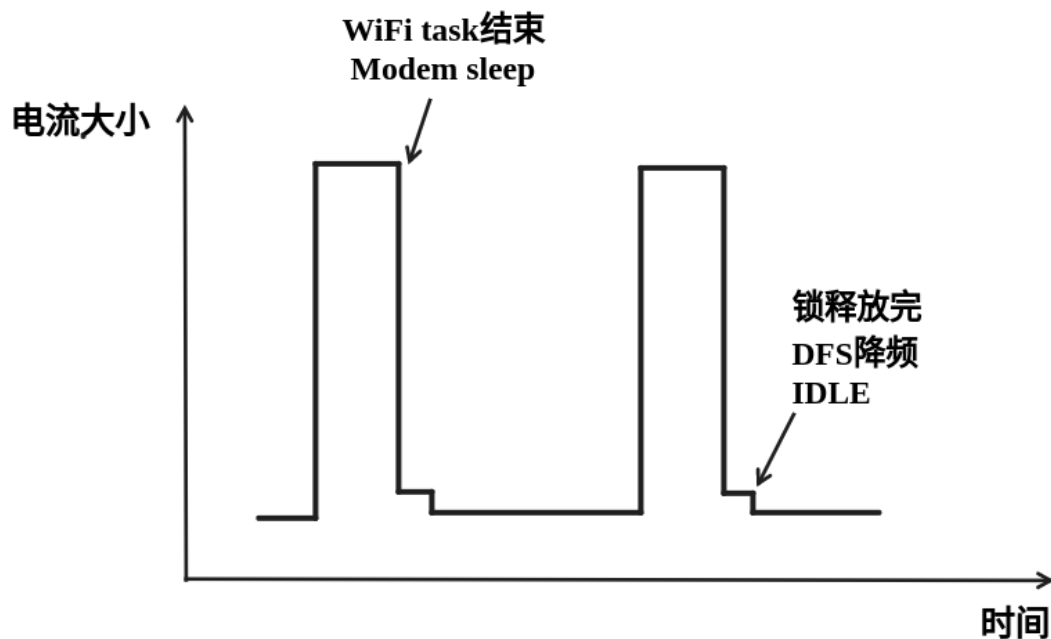 WiFi task结束
Modem sleep
电流大小
锁释放完
DFS降频
IDLE
时间